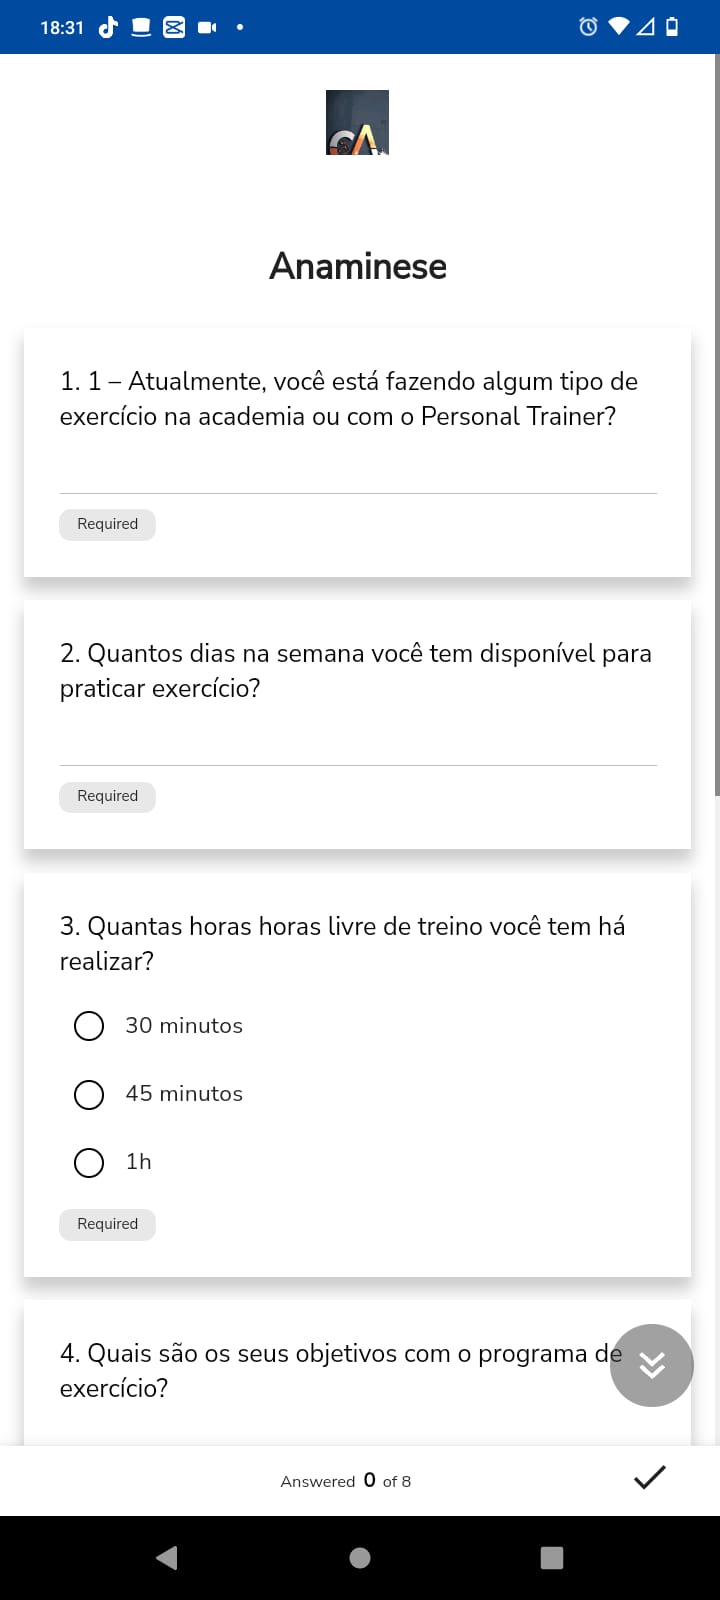 18:31
CA
Anaminese
1. 1 – Atualmente, você está fazendo algum tipo de
exercício na academia ou com o Personal Trainer?
Required
2. Quantos dias na semana você tem disponível para
praticar exercício?
Required
3. Quantas horas horas livre de treino você tem há
realizar?
30 minutos
45 minutos
1h
Required
4. Quais são os seus objetivos com o programa de
exercício?
Answered 0 of 8